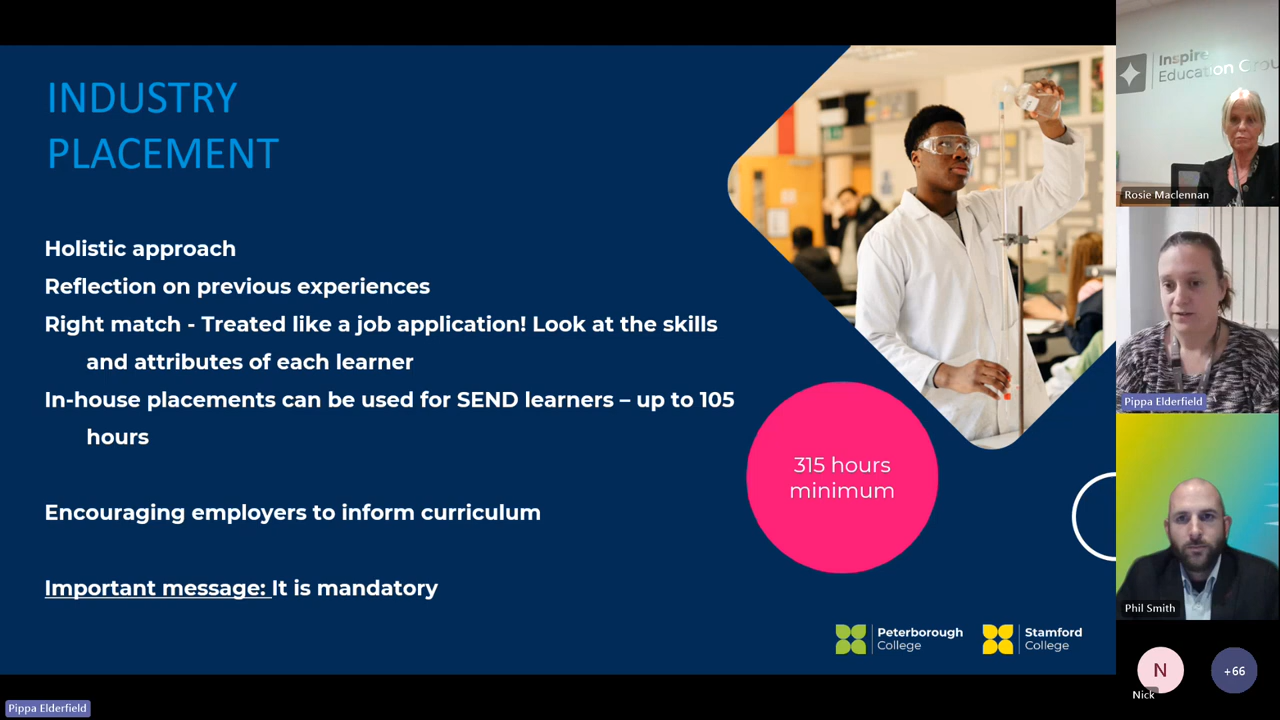 INDUSTRY
PLACEMENT
Holistic approach
Reflection on previous experiences
Right match - Treated like a job application! Look at the skills
and attributes of each learner
In-house placements can be used for SEND learners – up to 105
hours
Encouraging employers to inform curriculum
Important message: It is mandatory
315 hours
minimum
Peterborough
College
Stamford
College
Inspire
Education Grou
Rosie Maclennan
Pippa Elderfield
Phil Smith
N
Nick
+66
Pippa Elderfield